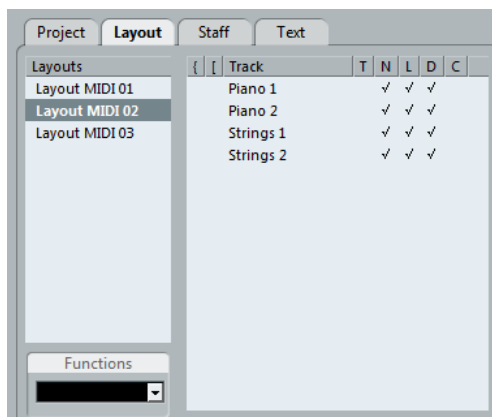 Project Layout Staff Text
Layouts
Layout MIDI 01
Layout MIDI 02
Layout MIDI 03
Functions
{ [ Track T N L D C
Piano 1 √ √ √
Piano 2 √ √ √
Strings 1 √ √ √
Strings 2 √ √ √